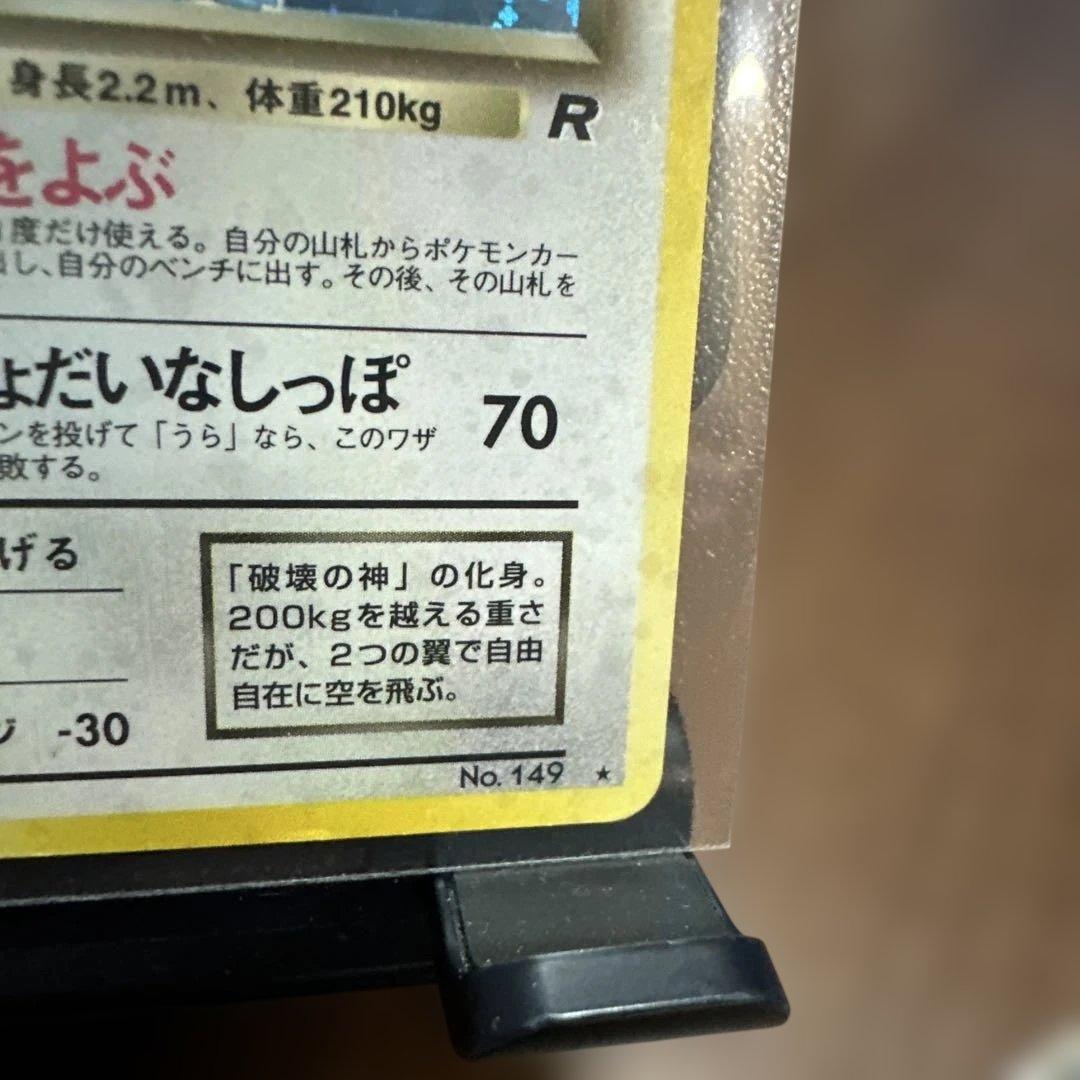 身長2.2m、体重210kg
R
をよぶ
度だけ使える。自分の山札からポケモンカー
出し、自分のベンチに出す。その後、その山札を
ょだいなしっぽ 70
ンを投げて「うら」なら、このワザ
敗する。
げる
「破壊の神」の化身。
200kgを越える重さ
だが、2つの翼で自由
自在に空を飛ぶ。
ジ -30
No. 149 ★